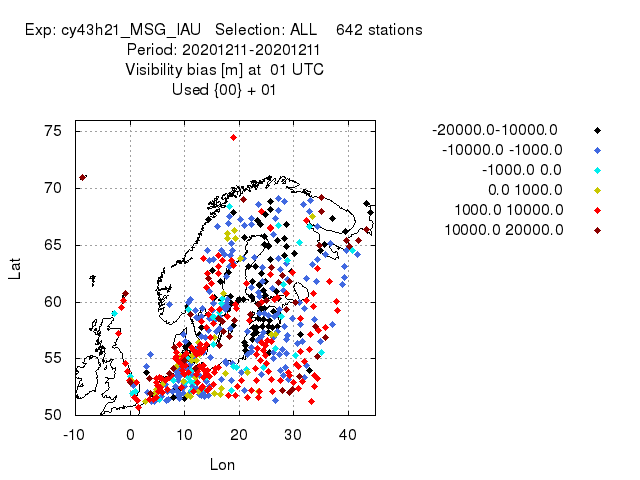 Exp: cy43h21_MSG_IAU Selection: ALL 642 stations
Period: 20201211-20201211
Visibility bias [m] at 01 UTC
Used {00} + 01
-20000.0-10000.0
-10000.0 -1000.0
-1000.0 0.0
0.0 1000.0
1000.0 10000.0
10000.0 20000.0
75
70
65
60
55
50
Lat
-10 0 10 20 30 40
Lon